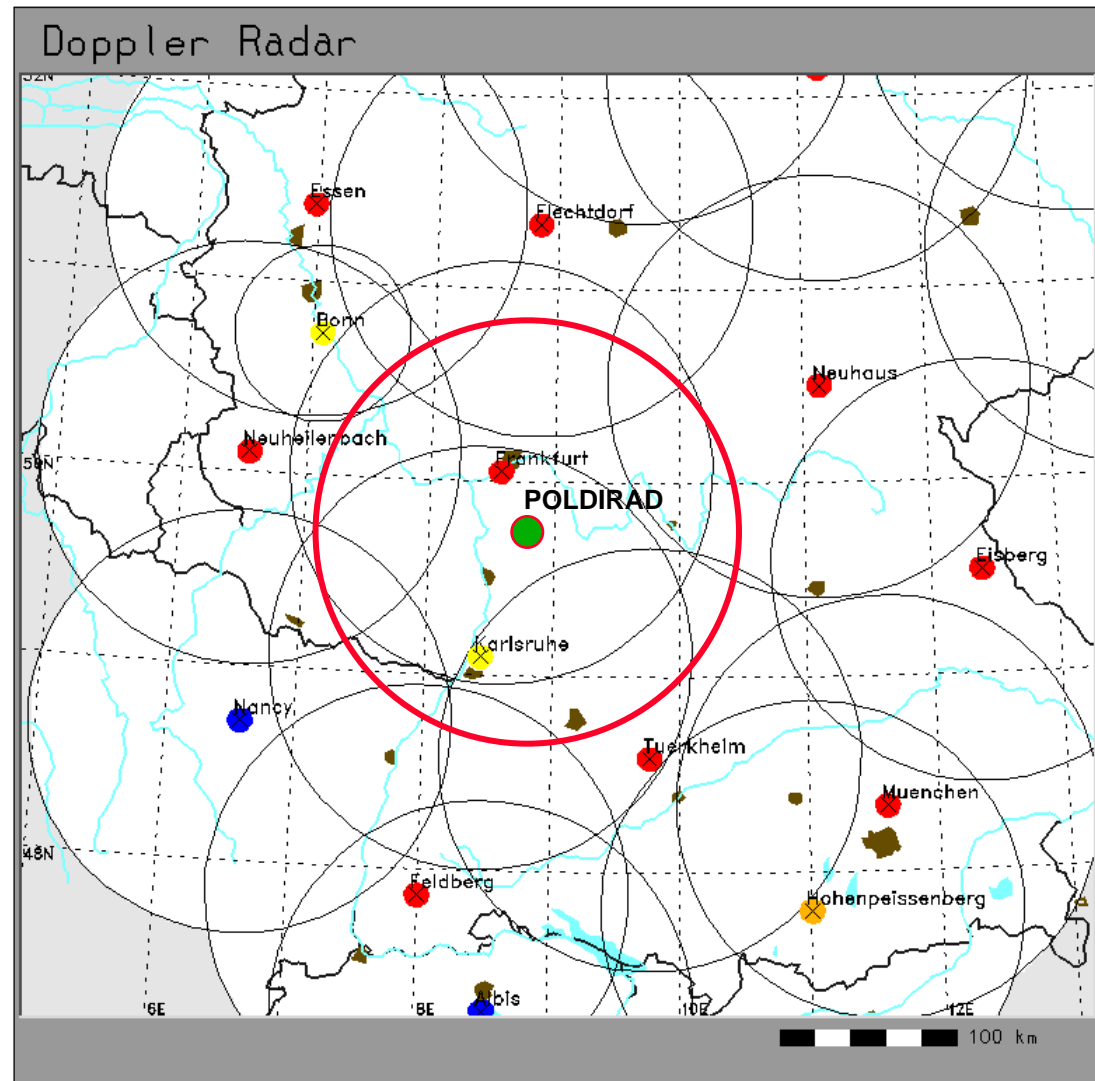 Doppler Radar
52N
Essen
Flechtdorf
Bonn
Neuhaus
Neuheilenbach
50N
Frankfurt
POLDIRAD
Eisberg
Karlsruhe
Nancy
Tuerkheim
Muenchen
48N
Feldberg
Hohenpeissenberg
Albis
6E
8E
10E
12E
100 km